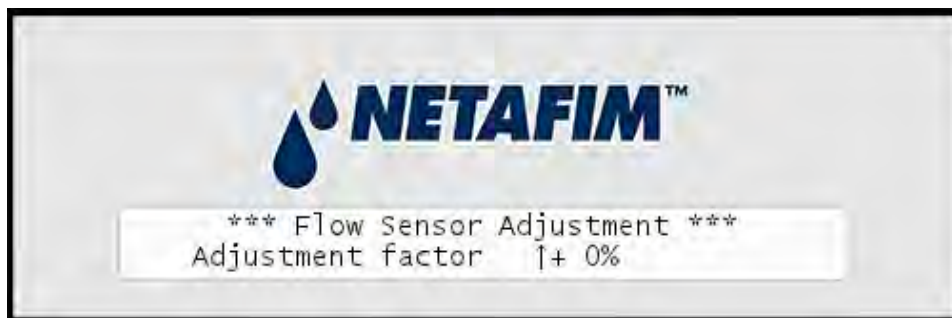 NETAFIM™
*** Flow Sensor Adjustment ***
Adjustment factor ↑+ 0%